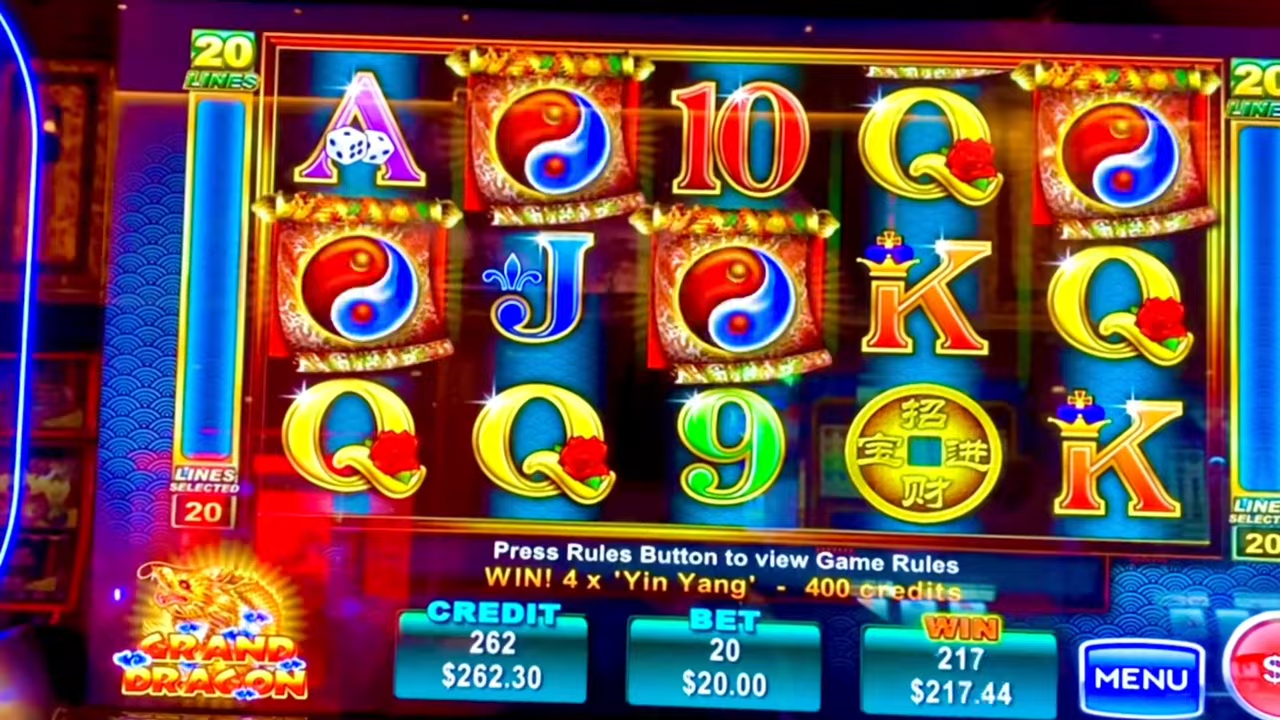 20
LINES
20
LINES
A
10
Q
J
K
Q
Q
Q
9
招
宝 进
财
K
LINES
SELECTED
20
20
Press Rules Button to view Game Rules
WIN! 4 x 'Yin Yang' - 400 credits
GRAND
DRAGON
CREDIT
262
$262.30
BET
20
$20.00
WIN
217
$217.44
MENU
$